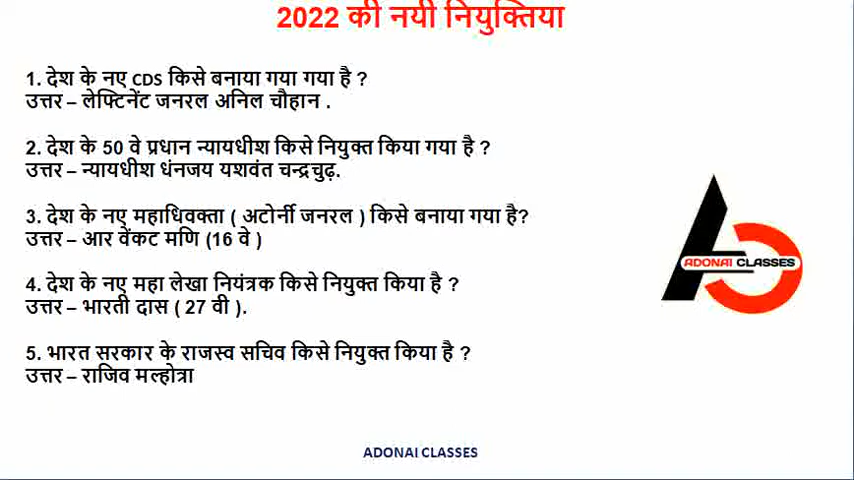 2022 की नयी नियुक्तिया
1. देश के नए CDS किसे बनाया गया गया है ?
उत्तर – लेफ्टिनेंट जनरल अनिल चौहान .
2. देश के 50 वे प्रधान न्यायधीश किसे नियुक्त किया गया है ?
उत्तर – न्यायधीश धंनजय यशवंत चन्द्रचुढ़.
3. देश के नए महाधिवक्ता ( अटोर्नी जनरल ) किसे बनाया गया है?
उत्तर – आर वेंकट मणि (16 वे )
ADONAI CLASSES
4. देश के नए महा लेखा नियंत्रक किसे नियुक्त किया है ?
उत्तर – भारती दास ( 27 वी ).
5. भारत सरकार के राजस्व सचिव किसे नियुक्त किया है ?
उत्तर – राजिव मल्होत्रा
ADONAI CLASSES